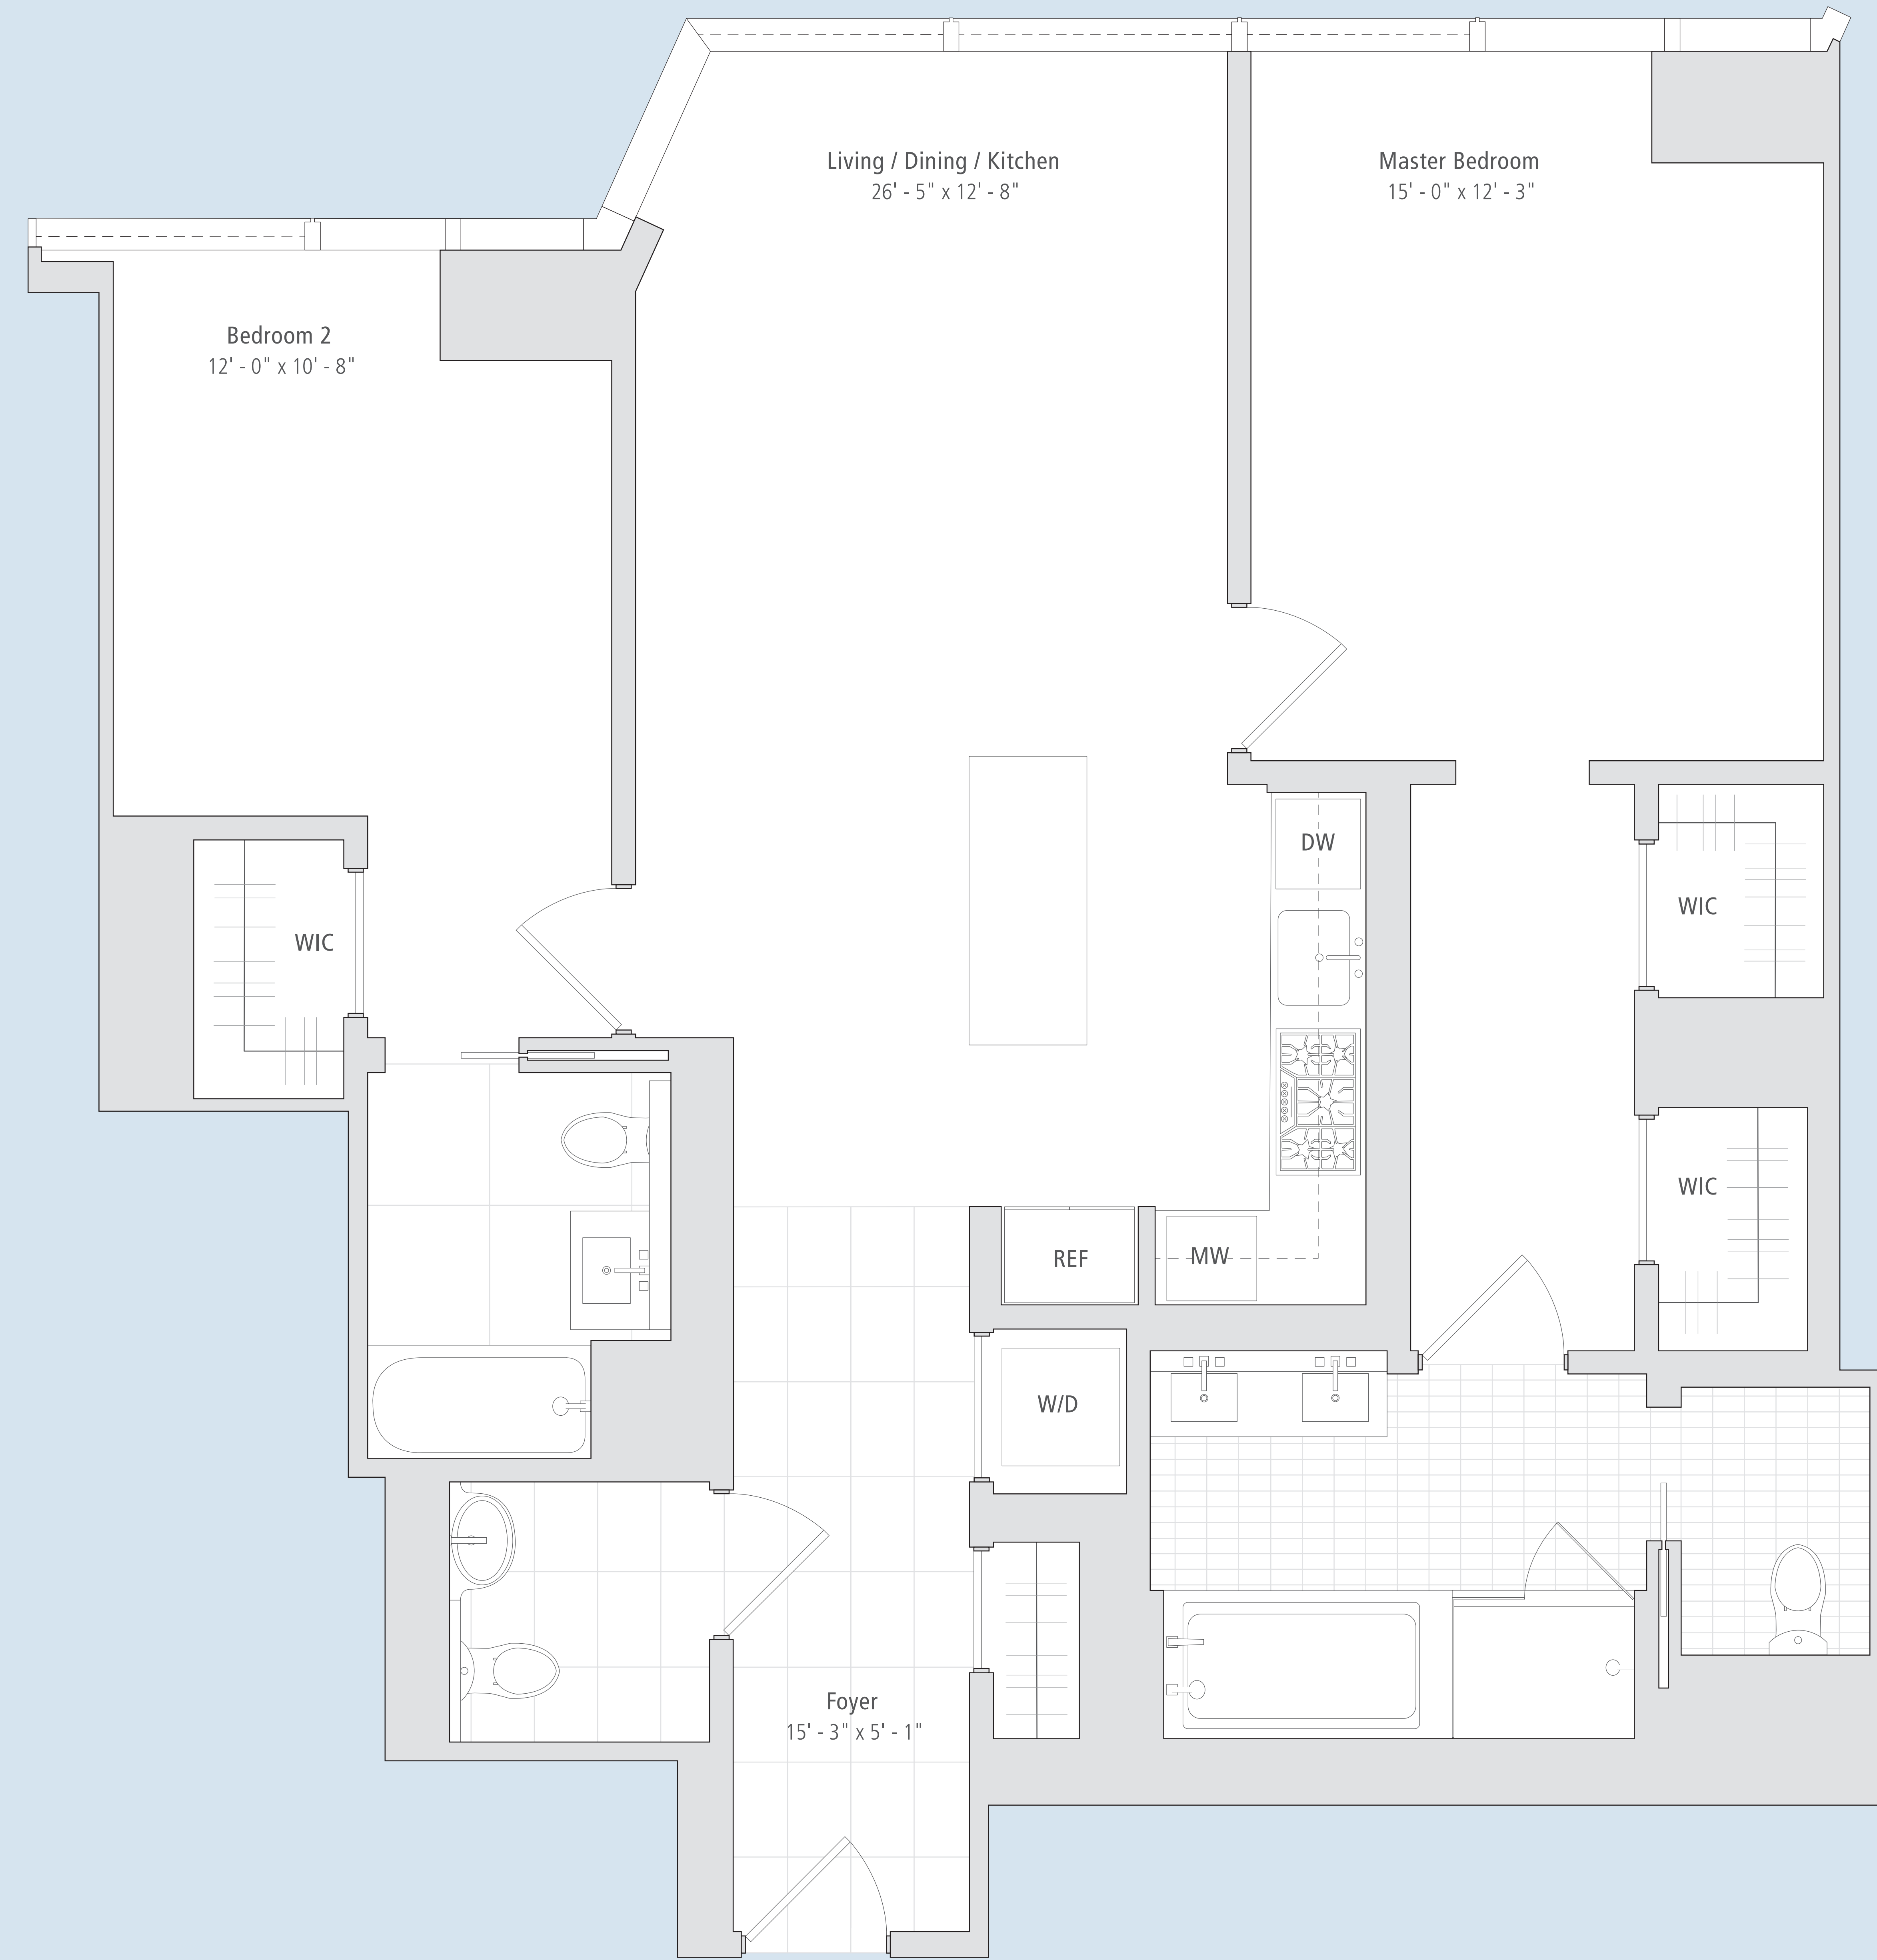 Living / Dining / Kitchen
26' - 5" x 12' - 8"
Master Bedroom
15' - 0" x 12' - 3"
Bedroom 2
12' - 0" x 10' - 8"
DW
WIC
WIC
WIC
REF
MW
W/D
Foyer
15' - 3" x 5' - 1"